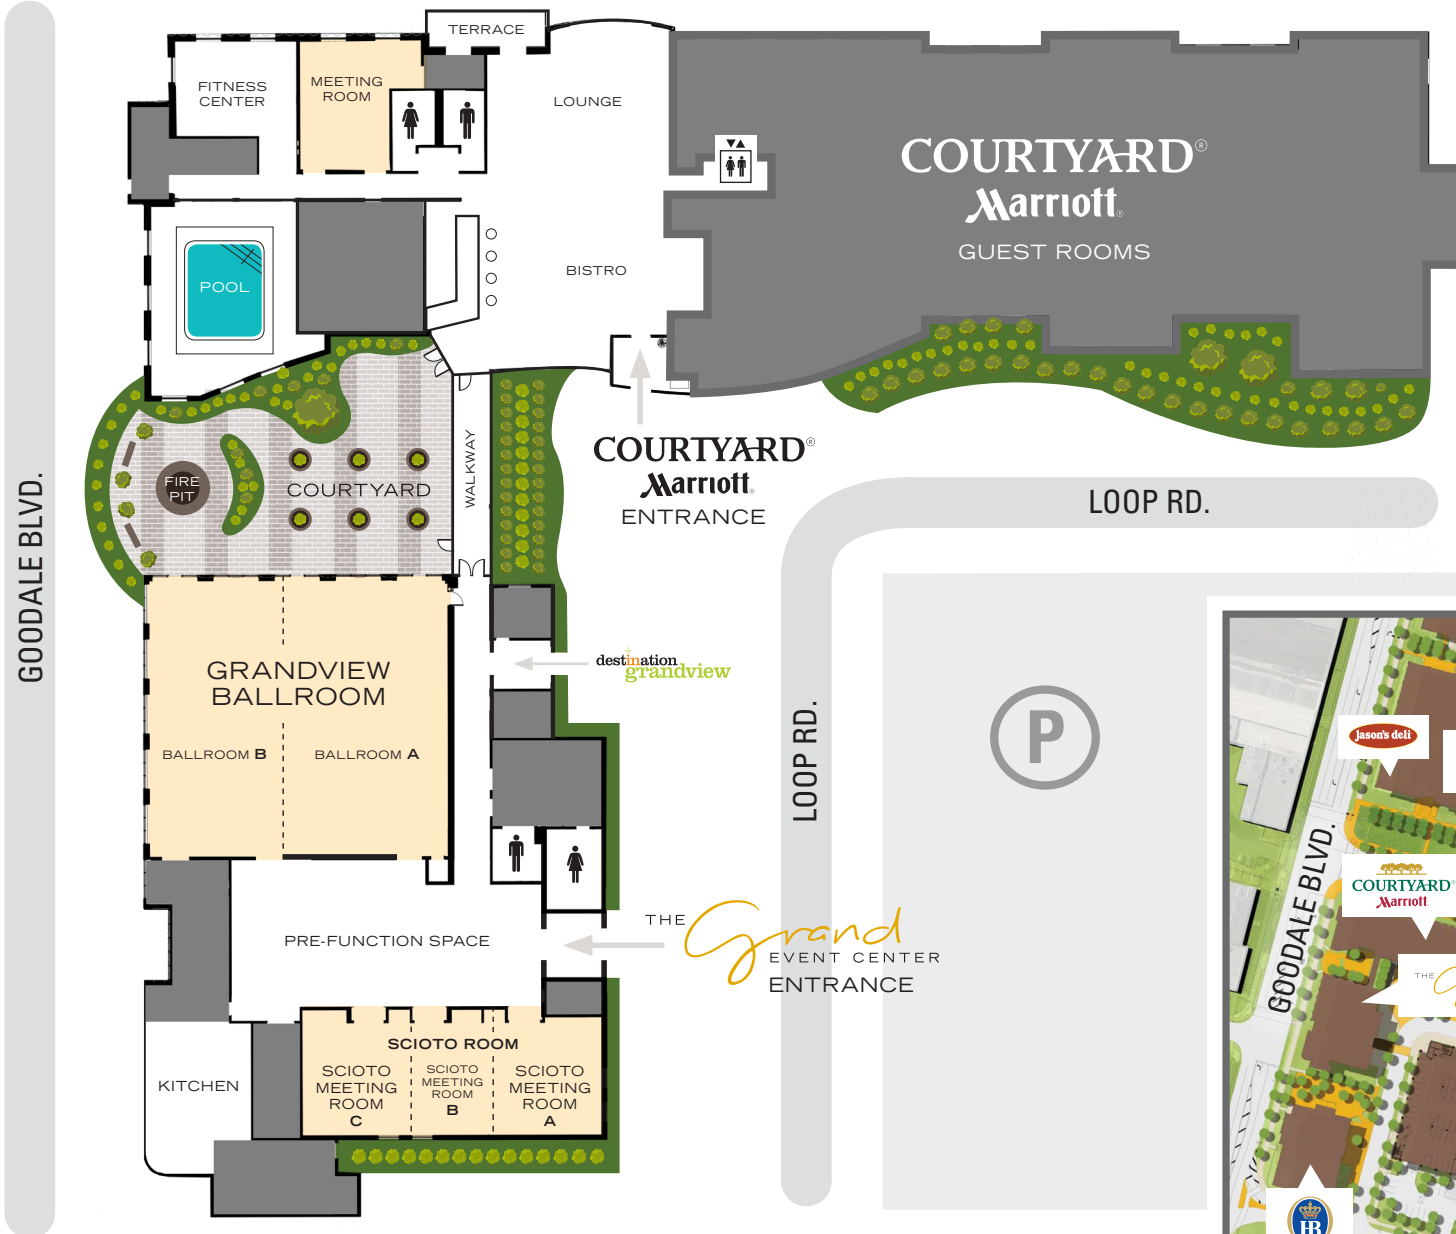 TERRACE
FITNESS
CENTER
MEETING
ROOM
LOUNGE
COURTYARD®
Marriott®
GUEST ROOMS
BISTRO
POOL
GOODALE BLVD.
FIRE
PIT
COURTYARD
WALKWAY
COURTYARD®
Marriott®
ENTRANCE
LOOP RD.
LOOP RD.
GRANDVIEW
BALLROOM
BALLROOM B
BALLROOM A
destination
grandview
P
PRE-FUNCTION SPACE
THE Grand
EVENT CENTER
ENTRANCE
SCIOTO ROOM
SCIOTO
MEETING
ROOM
C
SCIOTO
MEETING
ROOM
B
SCIOTO
MEETING
ROOM
A
KITCHEN
Jason's deli
GOODALE BLVD.
COURTYARD®
Marriott
THE
HB